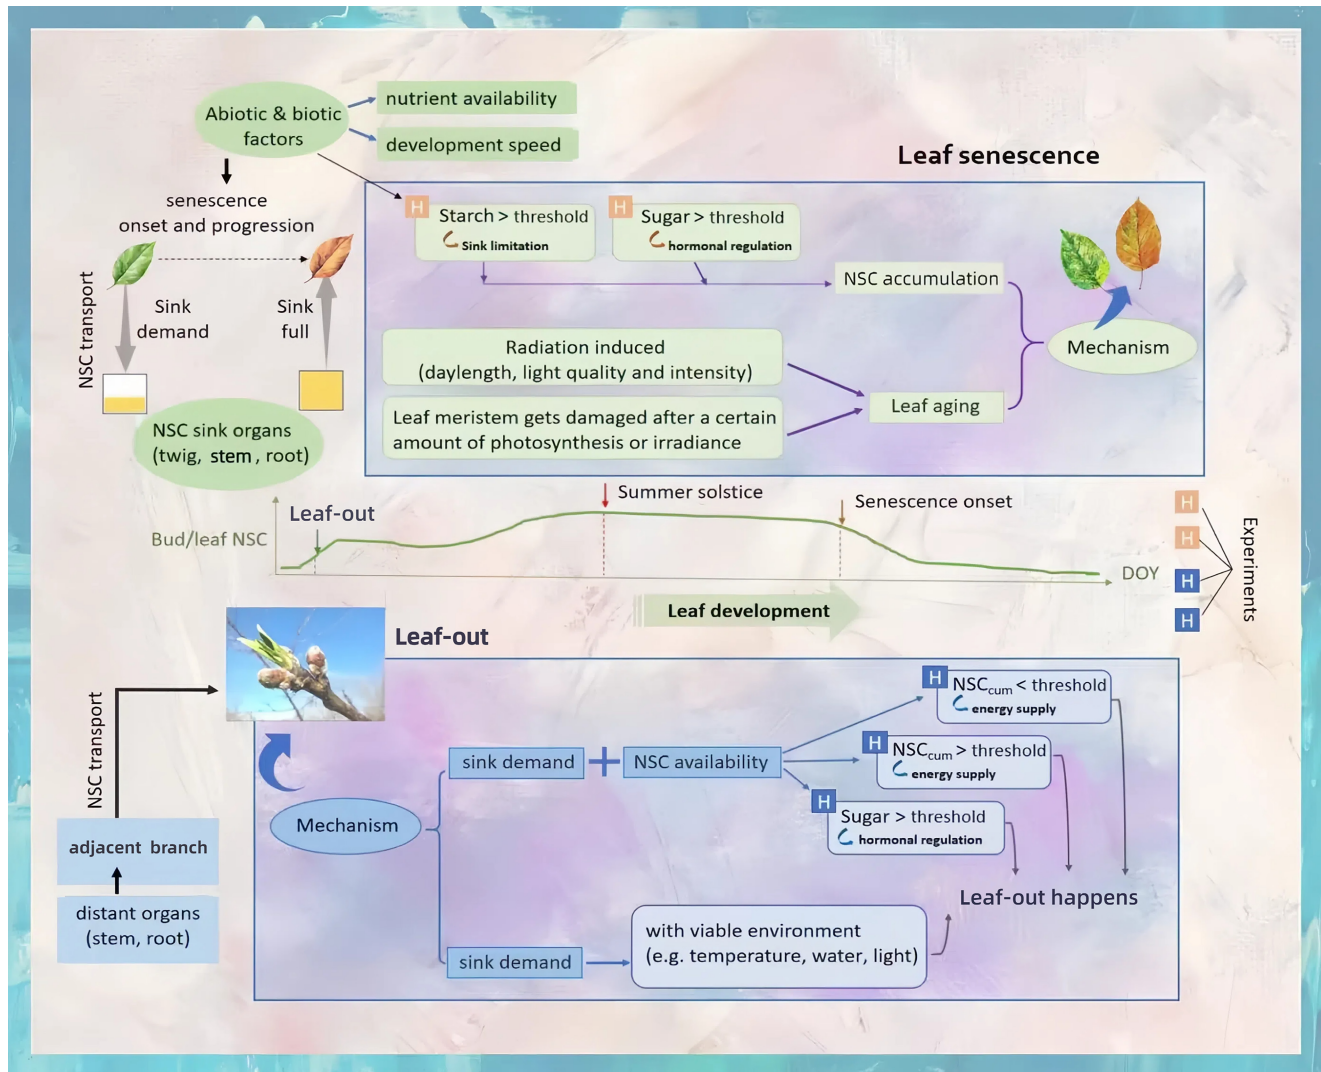 Abiotic & biotic
factors
nutrient availability
development speed
senescence
onset and progression
NSC transport
Sink
demand
Sink
full
NSC sink organs
(twig, stem, root)
Leaf senescence
H
Starch > threshold
Sink limitation
H
Sugar > threshold
hormonal regulation
NSC accumulation
Radiation induced
(daylength, light quality and intensity)
Leaf meristem gets damaged after a certain
amount of photosynthesis or irradiance
Leaf aging
Mechanism
Bud/leaf NSC
Leaf-out
Summer solstice
Senescence onset
DOY
Leaf development
H
H
H
H
Experiments
Leaf-out
NSC transport
adjacent branch
distant organs
(stem, root)
Mechanism
sink demand
+
NSC availability
H
NSCcum < threshold
energy supply
H
NSCcum > threshold
energy supply
H
Sugar > threshold
hormonal regulation
Leaf-out happens
sink demand
with viable environment
(e.g. temperature, water, light)